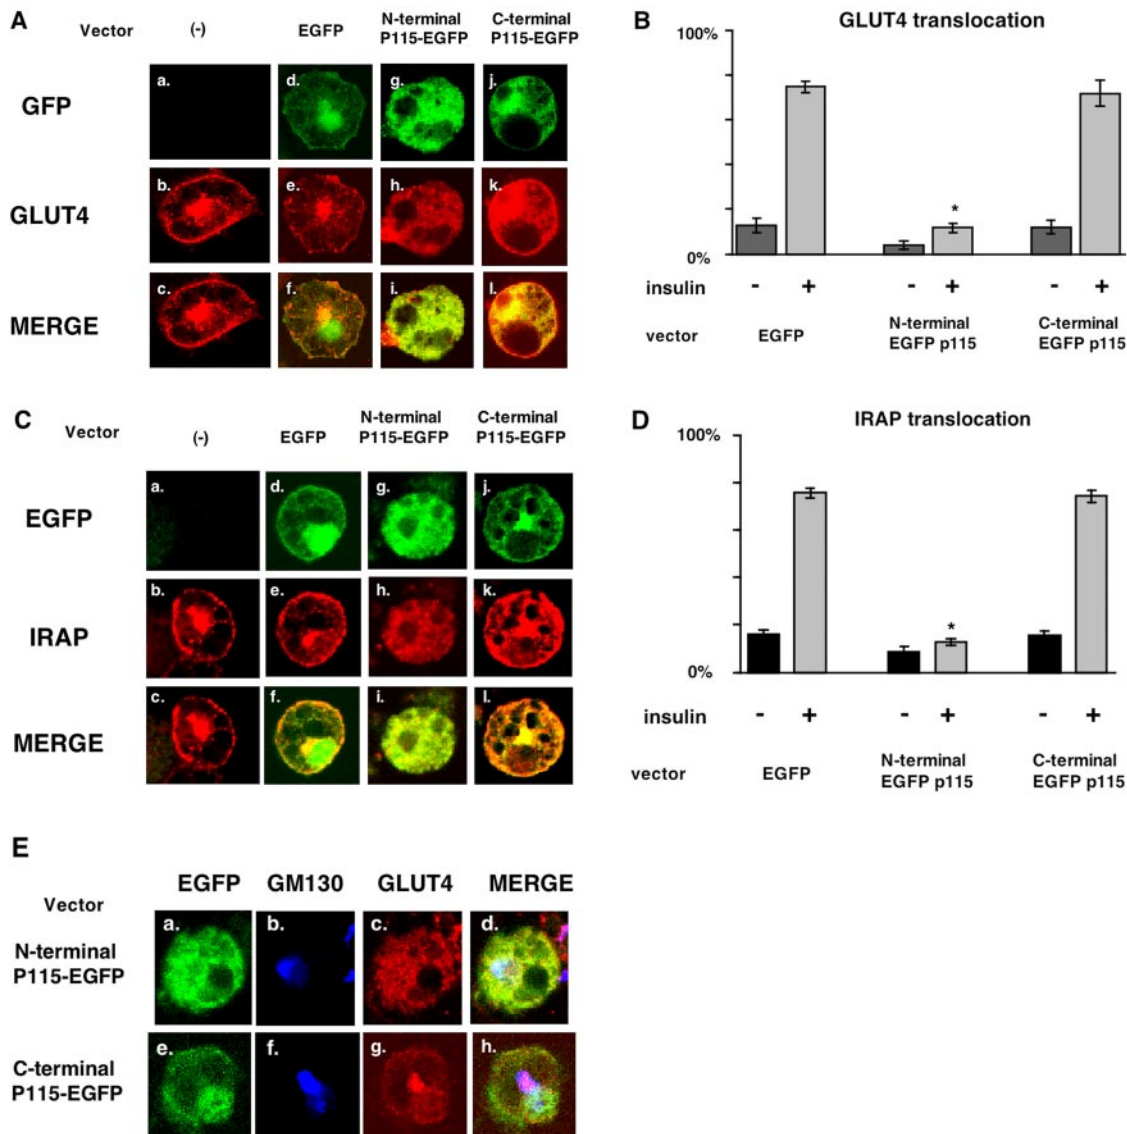 A
Vector
(-)
EGFP
N-terminal
P115-EGFP
C-terminal
P115-EGFP
GFP
a.
d.
g.
j.
GLUT4
b.
e.
h.
k.
MERGE
c.
f.
i.
l.
B
GLUT4 translocation
100%
*
0%
insulin
- + - + - +
vector
EGFP
N-terminal
EGFP p115
C-terminal
EGFP p115
C
Vector
(-)
EGFP
N-terminal
P115-EGFP
C-terminal
P115-EGFP
EGFP
a.
d.
g.
j.
IRAP
b.
e.
h.
k.
MERGE
c.
f.
i.
l.
D
IRAP translocation
100%
*
0%
insulin
- + - + - +
vector
EGFP
N-terminal
EGFP p115
C-terminal
EGFP p115
E
EGFP GM130 GLUT4 MERGE
Vector
N-terminal
P115-EGFP
a.
b.
c.
d.
C-terminal
P115-EGFP
e.
f.
g.
h.